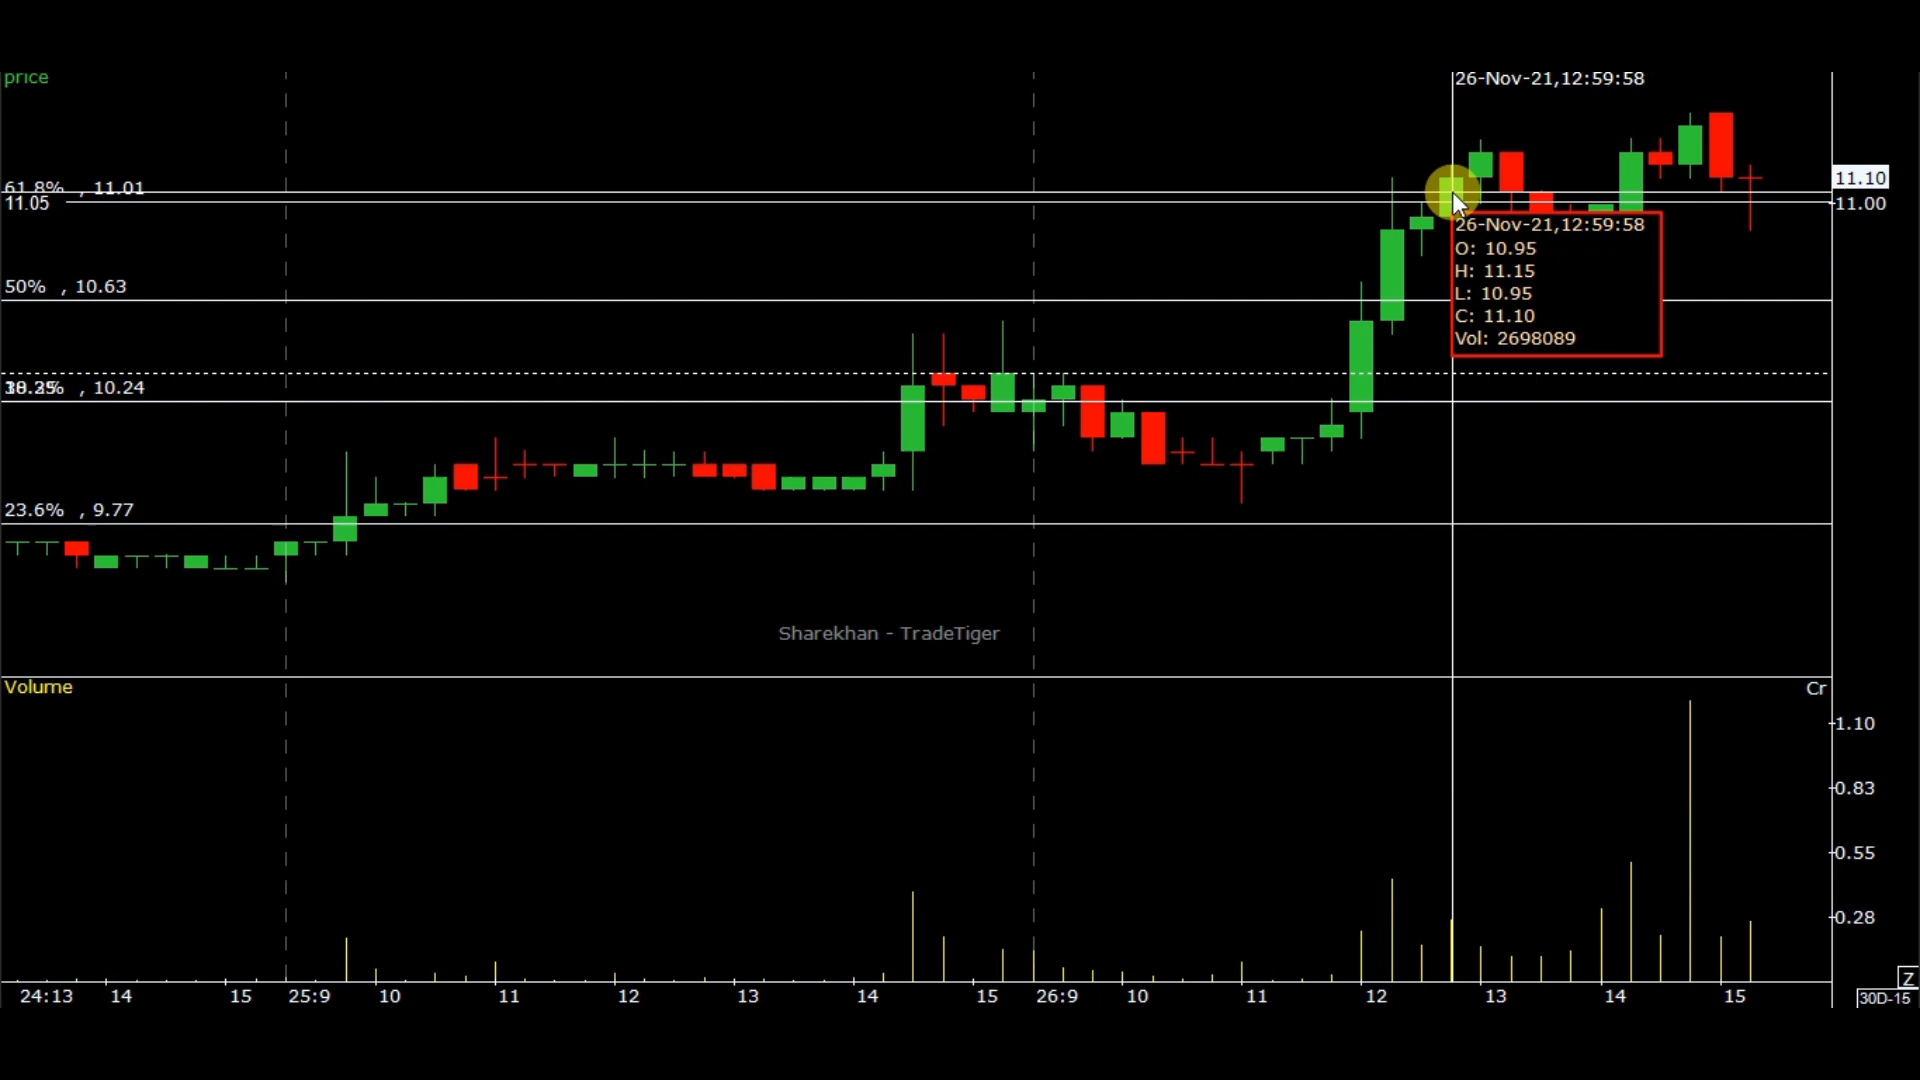 price
26-Nov-21,12:59:58
61.8% , 11.01
11.05
11.10
11.00
26-Nov-21,12:59:58
O: 10.95
H: 11.15
L: 10.95
C: 11.10
Vol: 2698089
50% , 10.63
, 10.24
23.6% , 9.77
Sharekhan - TradeTiger
Volume
Cr
1.10
0.83
0.55
0.28
24:13 14 15 25:9 10 11 12 13 14 15 26:9 10 11 12 13 14 15
Z
30D-15